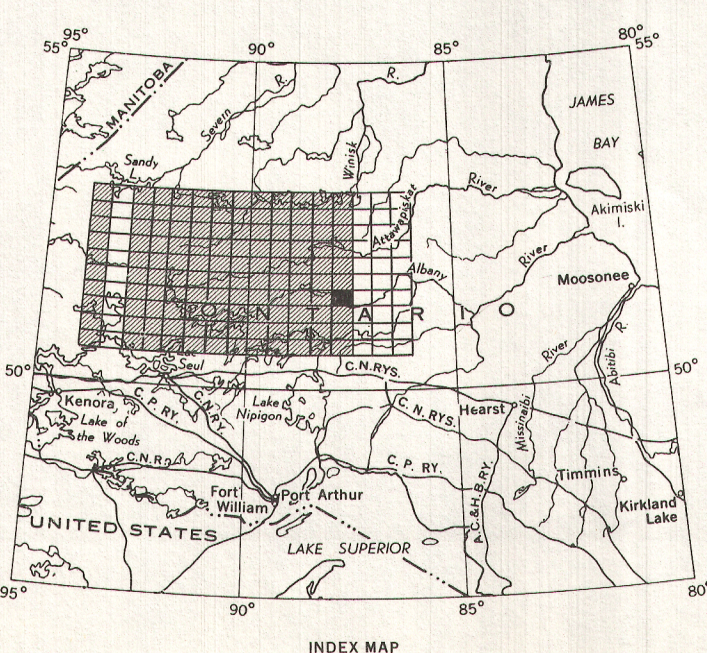 95°
90°
85°
80°
55°
55°
MANITOBA
Severn
R.
R.
JAMES
BAY
Sandy
L.
Winisk
River
Attawapiskat
Akimiski
I.
River
Albany
Moosonee
ONTARIO
Abitibi R.
River
50°
Seul
C.N.RYS.
50°
Kenora
C.P. RY.
C.N.RY.
Lake
Nipigon
C. N. RYS.
Hearst
Missinaibi
Lake of
the Woods
C.N.R.
C. P. RY.
Timmins
Fort
William
Port Arthur
A.C.&H.B.RY.
Kirkland
Lake
UNITED STATES
LAKE SUPERIOR
95°
90°
85°
80°
INDEX MAP